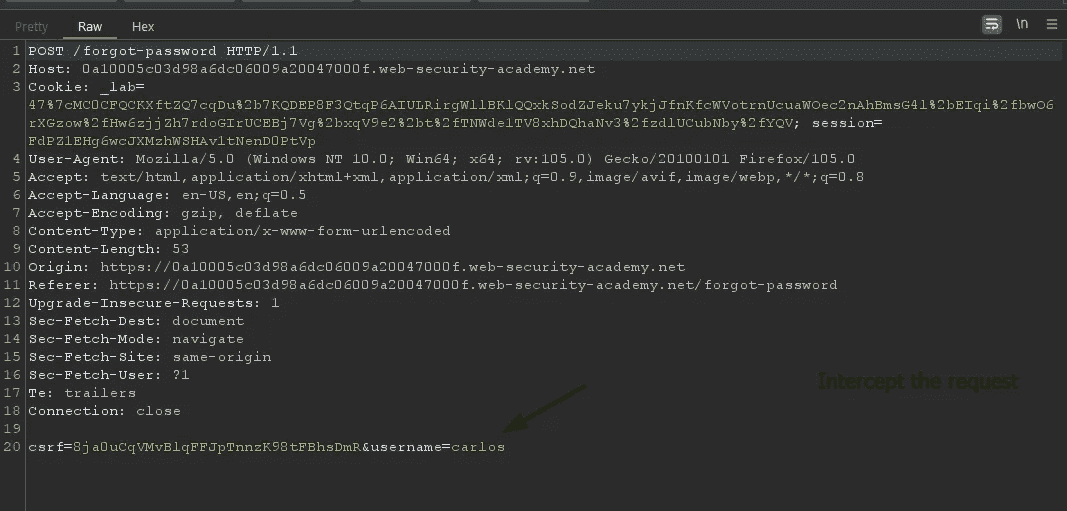 Pretty Raw Hex \n
1 POST /forgot-password HTTP/1.1
2 Host: 0a10005c03d98a6dc06009a20047000f.web-security-academy.net
3 Cookie: _lab=
47%7cMC0CFQCKXftZQ7cqDu%2b7KQDEP8F3QtqP6AIULRirgWllBKlQQxkSodZJeku7ykjJfnKfcWVotrnUcuaWOec2nAhBmsG4l%2bEIqi%2fbwO6
rXGzow%2fHw6zjjZh7rdoGIrUCEBj7Vg%2bxqV9e2%2bt%2fTNWde1TV8xhDQhaNv3%2fzdlUCubNby%2fYQV; session=
FdPZlEHg6wcJXMzhWSHAvltNenD0PtVp
4 User-Agent: Mozilla/5.0 (Windows NT 10.0; Win64; x64; rv:105.0) Gecko/20100101 Firefox/105.0
5 Accept: text/html,application/xhtml+xml,application/xml;q=0.9,image/avif,image/webp,*/*;q=0.8
6 Accept-Language: en-US,en;q=0.5
7 Accept-Encoding: gzip, deflate
8 Content-Type: application/x-www-form-urlencoded
9 Content-Length: 53
10 Origin: https://0a10005c03d98a6dc06009a20047000f.web-security-academy.net
11 Referer: https://0a10005c03d98a6dc06009a20047000f.web-security-academy.net/forgot-password
12 Upgrade-Insecure-Requests: 1
13 Sec-Fetch-Dest: document
14 Sec-Fetch-Mode: navigate
15 Sec-Fetch-Site: same-origin
16 Sec-Fetch-User: ?1
17 Te: trailers
Intercept the request
18 Connection: close
19
20 csrf=8ja0uCqVMvBlqFFJpTnnzK98tFBhsDmR&username=carlos